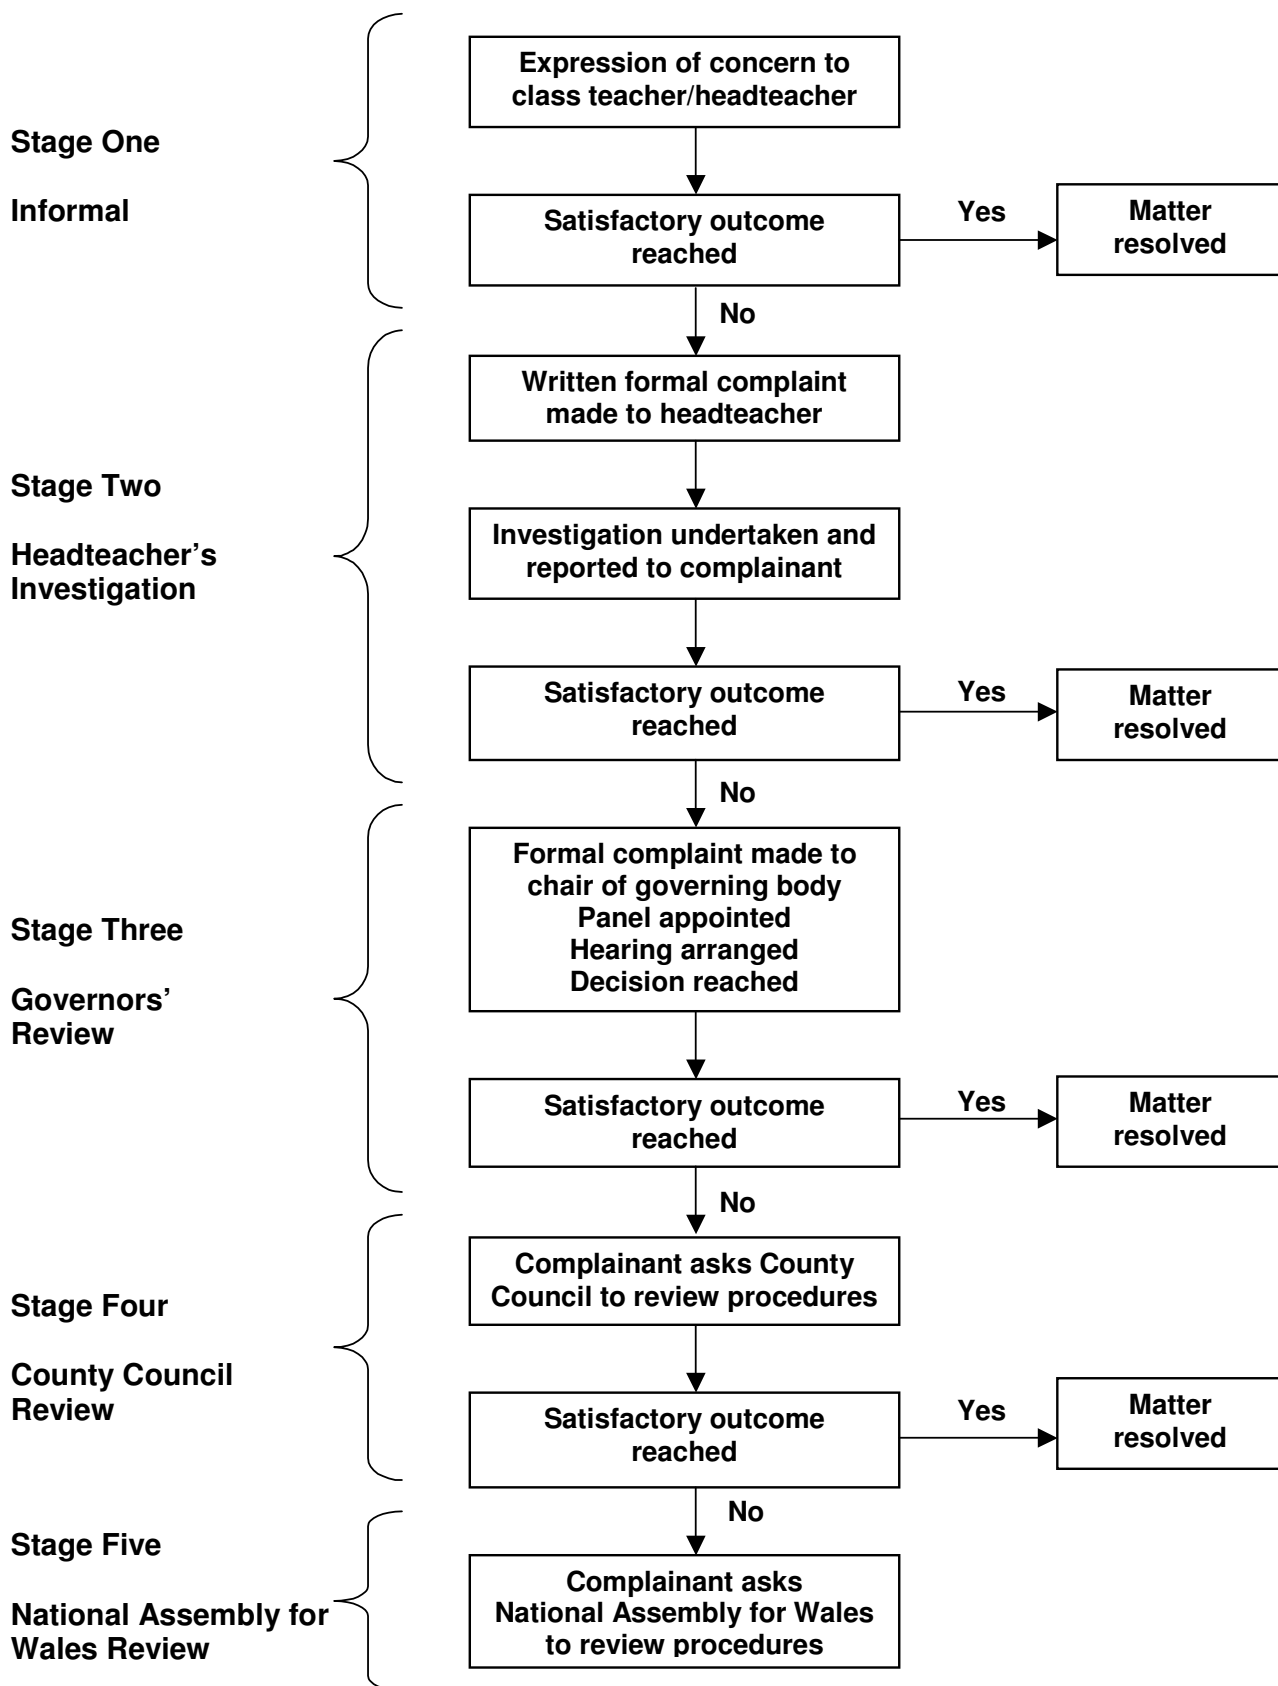 Expression of concern to
class teacher/headteacher
Stage One
Informal
Satisfactory outcome
reached
Yes
Matter
resolved
No
Written formal complaint
made to headteacher
Stage Two
Headteacher’s
Investigation
Investigation undertaken and
reported to complainant
Satisfactory outcome
reached
Yes
Matter
resolved
No
Formal complaint made to
chair of governing body
Panel appointed
Hearing arranged
Decision reached
Stage Three
Governors’
Review
Satisfactory outcome
reached
Yes
Matter
resolved
No
Complainant asks County
Council to review procedures
Stage Four
County Council
Review
Satisfactory outcome
reached
Yes
Matter
resolved
No
Stage Five
National Assembly for
Wales Review
Complainant asks
National Assembly for Wales
to review procedures